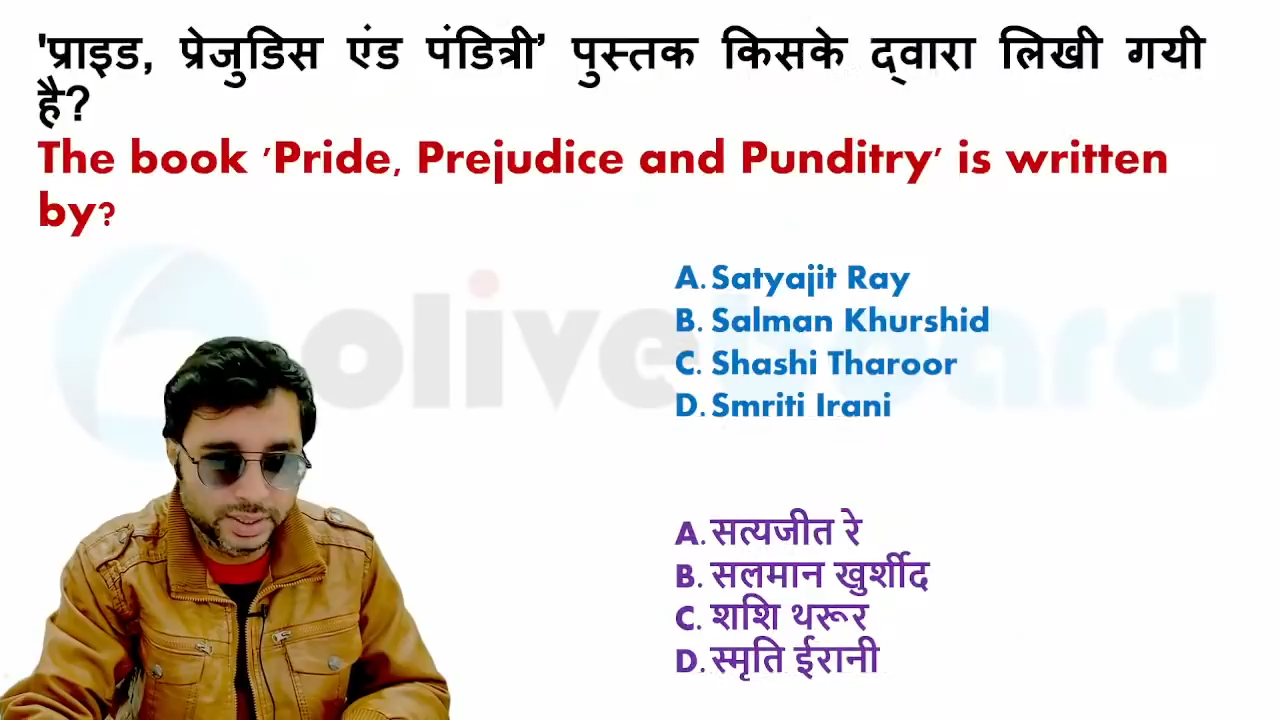 'प्राइड, प्रेजुडिस एंड पंडित्री’ पुस्तक किसके द्वारा लिखी गयी
है?
The book 'Pride, Prejudice and Punditry' is written
by?
oliveboard
A. Satyajit Ray
B. Salman Khurshid
C. Shashi Tharoor
D. Smriti Irani
A. सत्यजीत रे
B. सलमान खुर्शीद
C. शशि थरूर
D. स्मृति ईरानी